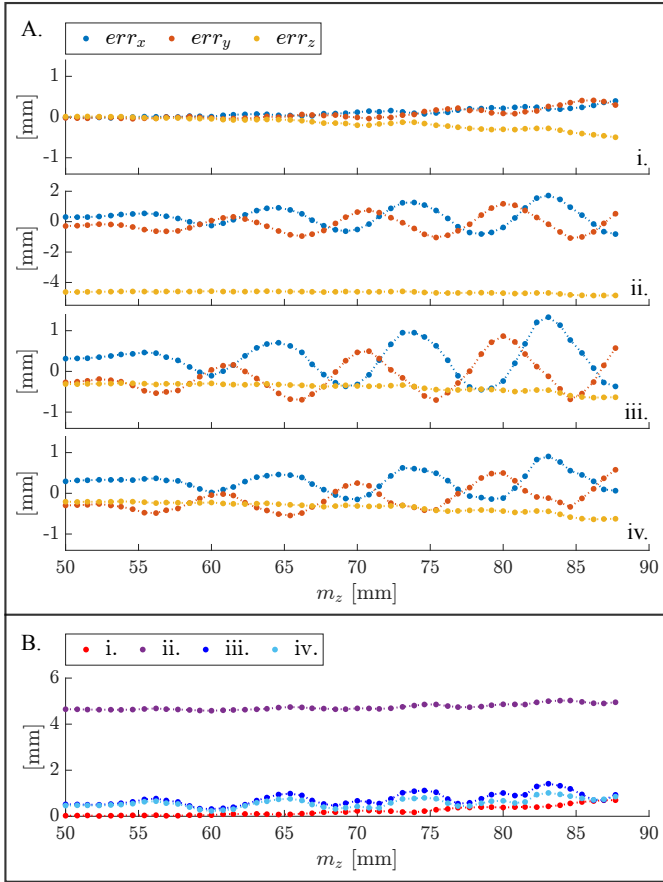 A.
err_x err_y err_z
1
0
-1
[mm]
i.
2
0
-2
-4
[mm]
ii.
1
0
-1
[mm]
iii.
1
0
-1
[mm]
iv.
50 55 60 65 70 75 80 85 90
m_z [mm]
B.
i. ii. iii. iv.
6
4
2
0
[mm]
50 55 60 65 70 75 80 85 90
m_z [mm]